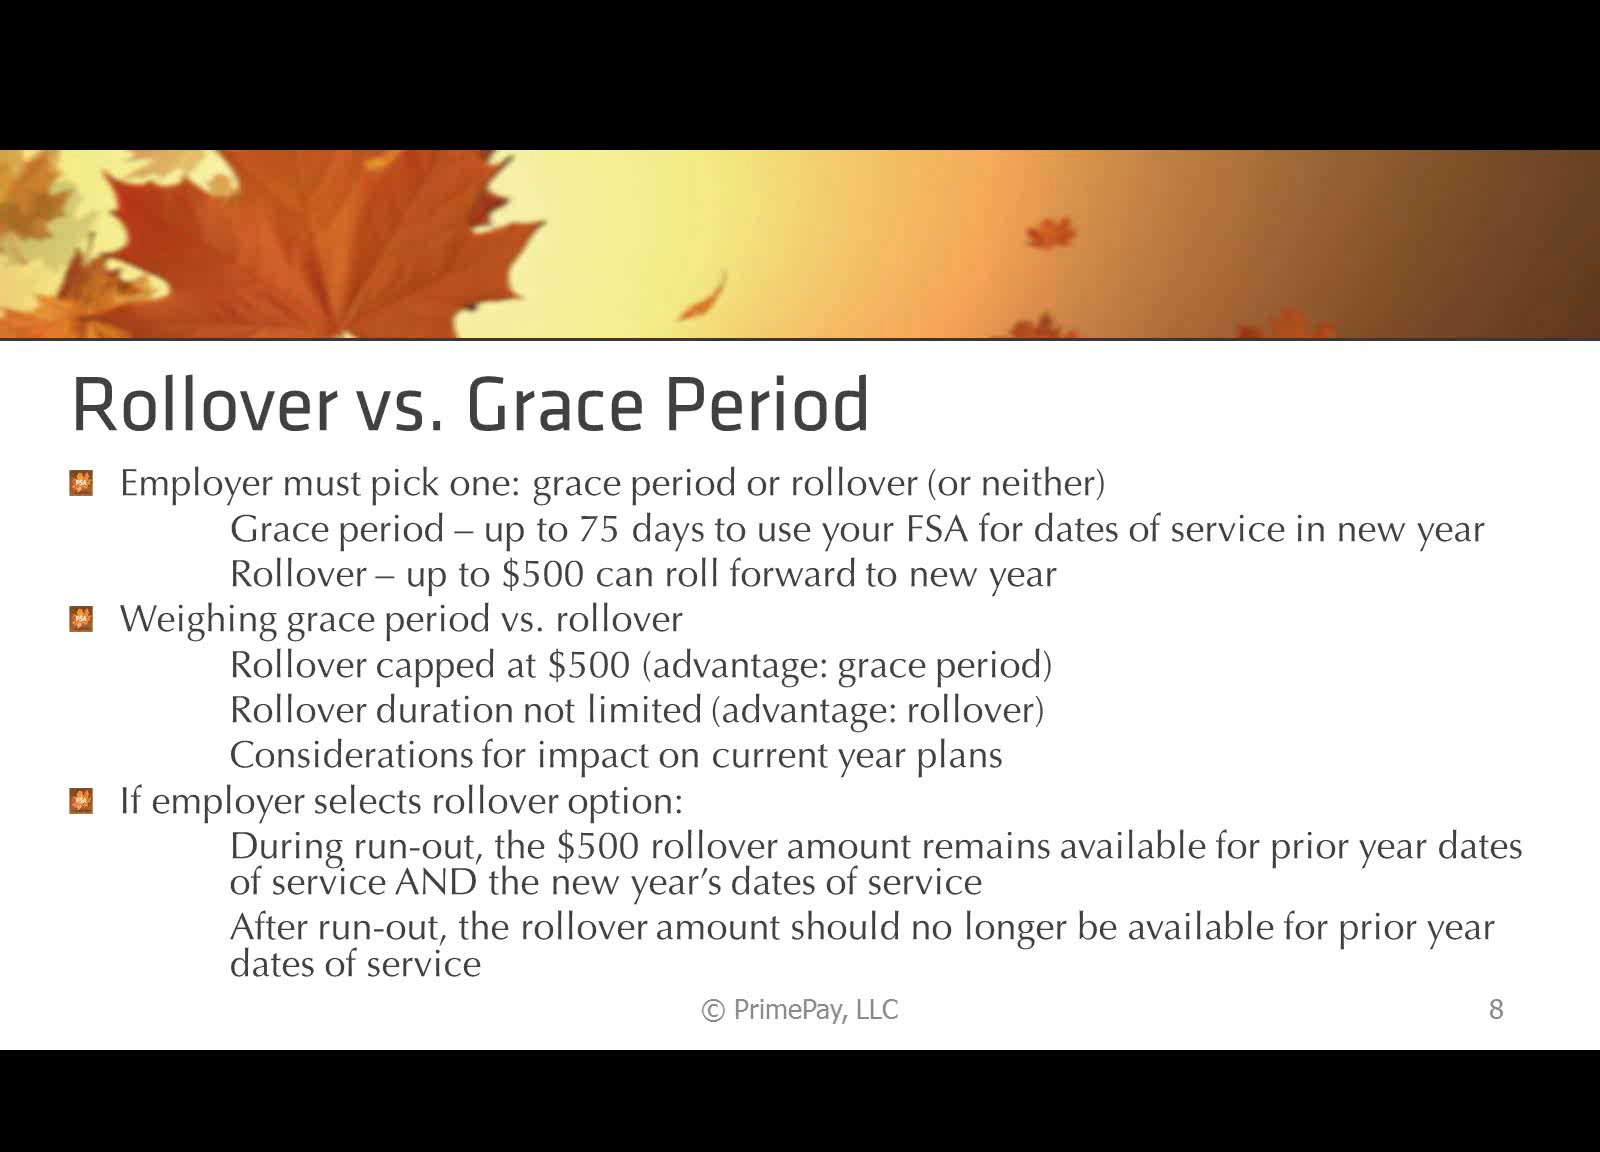 Rollover vs. Grace Period
Employer must pick one: grace period or rollover (or neither)
Grace period – up to 75 days to use your FSA for dates of service in new year
Rollover – up to $500 can roll forward to new year
Weighing grace period vs. rollover
Rollover capped at $500 (advantage: grace period)
Rollover duration not limited (advantage: rollover)
Considerations for impact on current year plans
If employer selects rollover option:
During run-out, the $500 rollover amount remains available for prior year dates
of service AND the new year’s dates of service
After run-out, the rollover amount should no longer be available for prior year
dates of service
© PrimePay, LLC
8